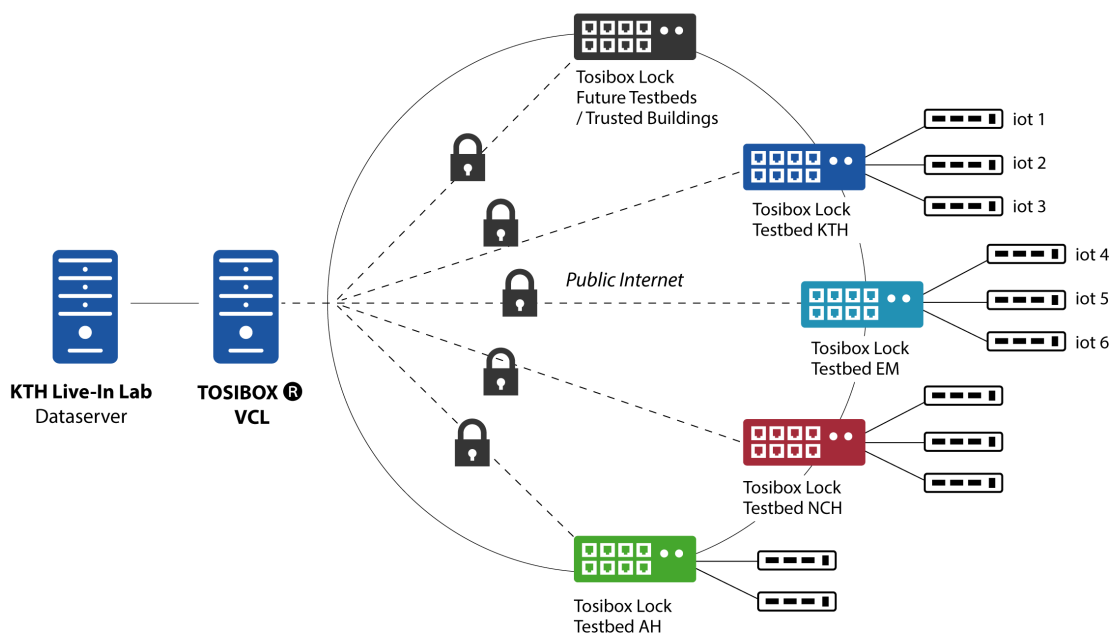 Tosibox Lock
Future Testbeds
/ Trusted Buildings
iot 1
iot 2
iot 3
Tosibox Lock
Testbed KTH
Public Internet
iot 4
iot 5
iot 6
Tosibox Lock
Testbed EM
KTH Live-In Lab
Dataserver
TOSIBOX 🅡
VCL
Tosibox Lock
Testbed NCH
Tosibox Lock
Testbed AH